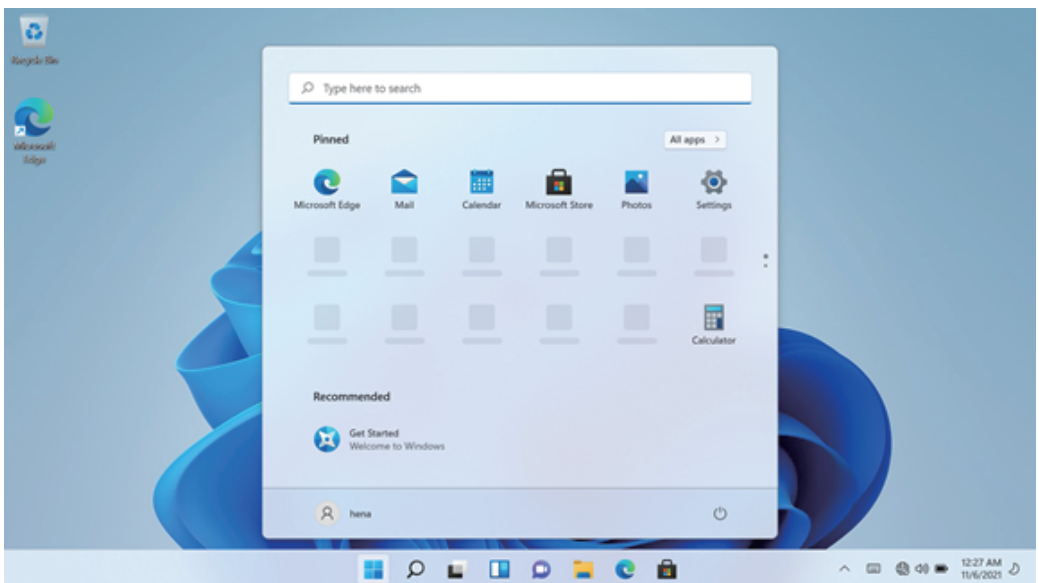 Recycle Bin
Microsoft
Edge
Type here to search
Pinned
All apps >
Microsoft Edge
Mail
Calendar
Microsoft Store
Photos
Settings
Calculator
Recommended
Get Started
Welcome to Windows
hena
12:27 AM
11/6/2021